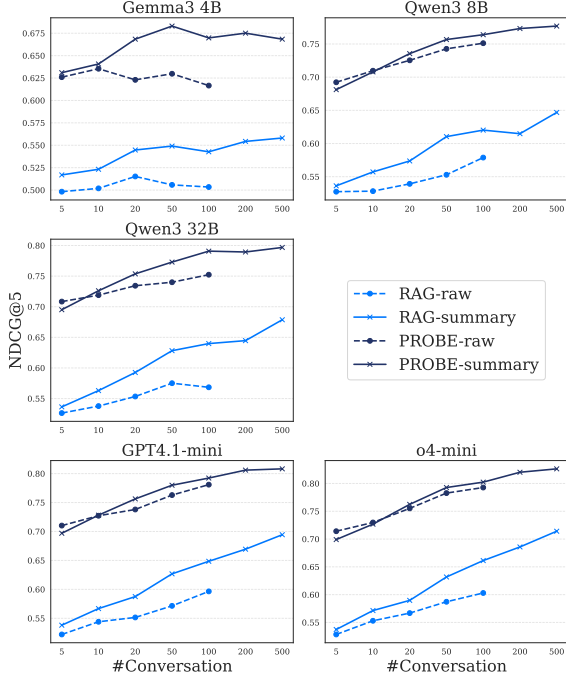 Gemma3 4B
0.675
0.650
0.625
0.600
0.575
0.550
0.525
0.500
5 10 20 50 100 200 500
Qwen3 8B
0.75
0.70
0.65
0.60
0.55
5 10 20 50 100 200 500
Qwen3 32B
NDCG@5
0.80
0.75
0.70
0.65
0.60
0.55
5 10 20 50 100 200 500
RAG-raw
RAG-summary
PROBE-raw
PROBE-summary
GPT4.1-mini
0.80
0.75
0.70
0.65
0.60
0.55
5 10 20 50 100 200 500
#Conversation
o4-mini
0.80
0.75
0.70
0.65
0.60
0.55
5 10 20 50 100 200 500
#Conversation